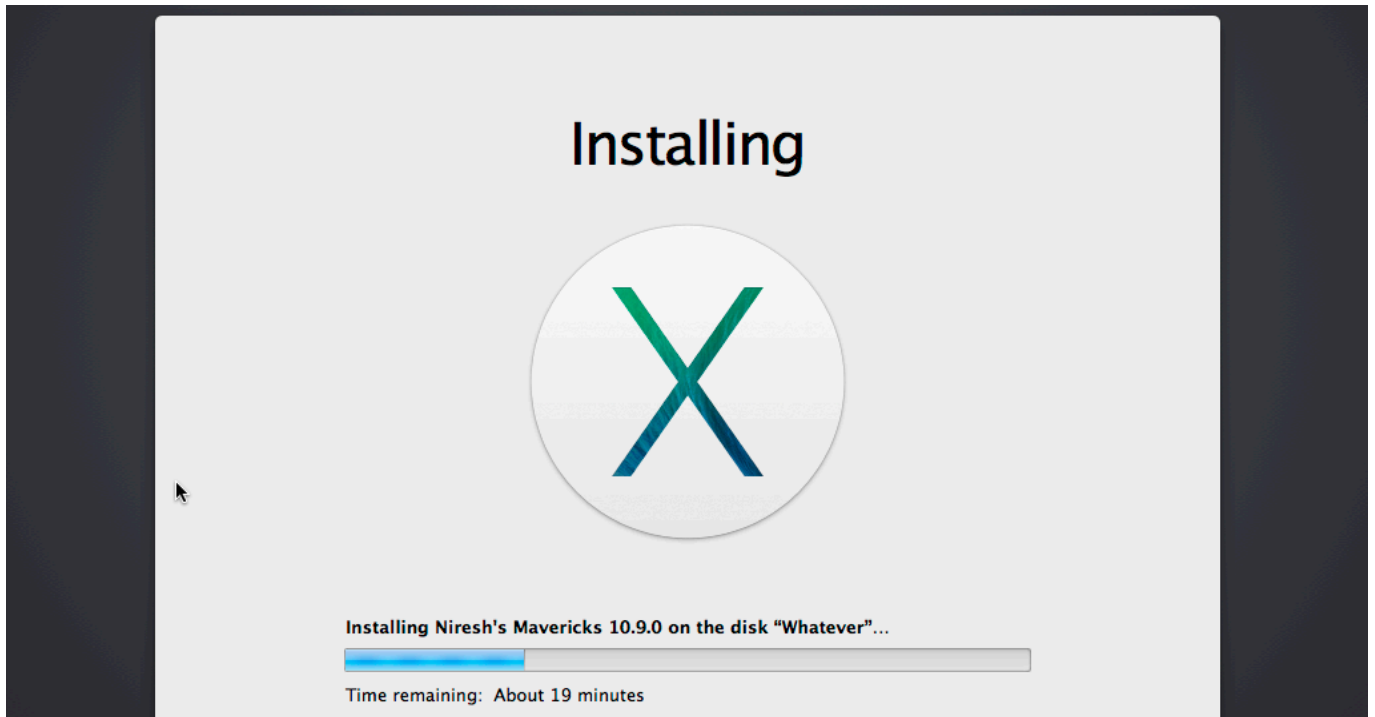 Installing
X
Installing Niresh's Mavericks 10.9.0 on the disk “Whatever”...
Time remaining: About 19 minutes